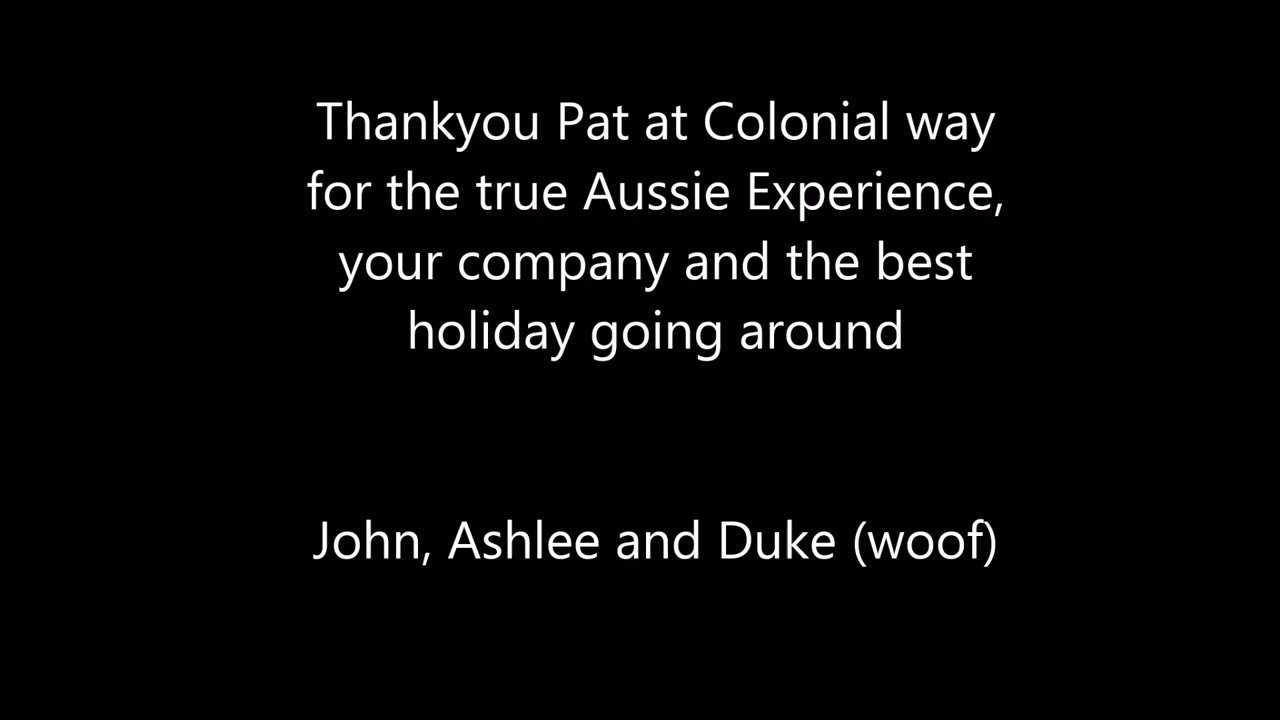 Thankyou Pat at Colonial way
for the true Aussie Experience,
your company and the best
holiday going around
John, Ashlee and Duke (woof)